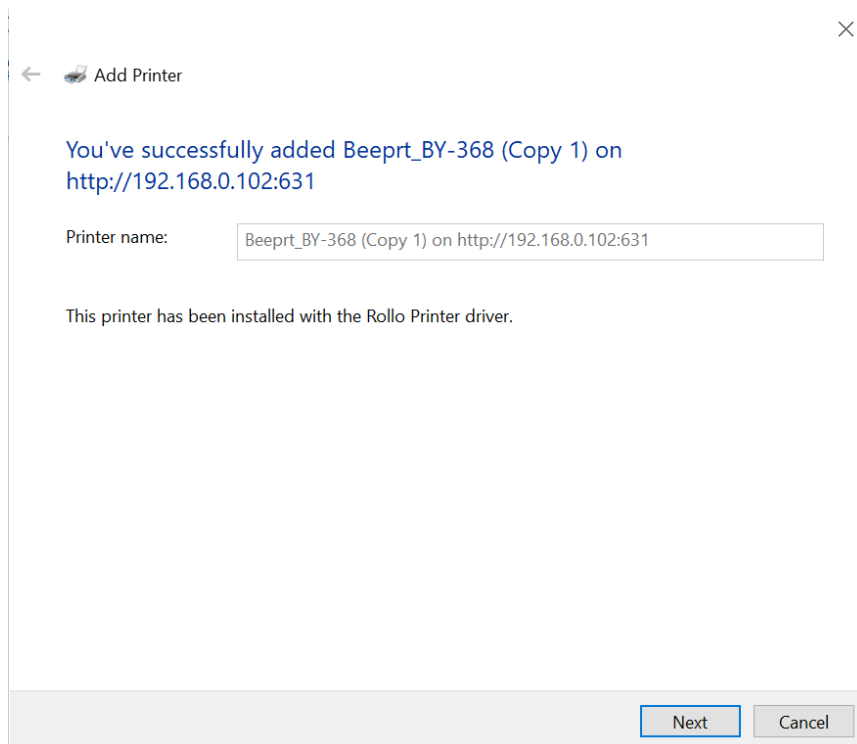 Add Printer
You've successfully added Beeprt_BY-368 (Copy 1) on
http://192.168.0.102:631
Printer name:
Beeprt_BY-368 (Copy 1) on http://192.168.0.102:631
This printer has been installed with the Rollo Printer driver.
Next
Cancel